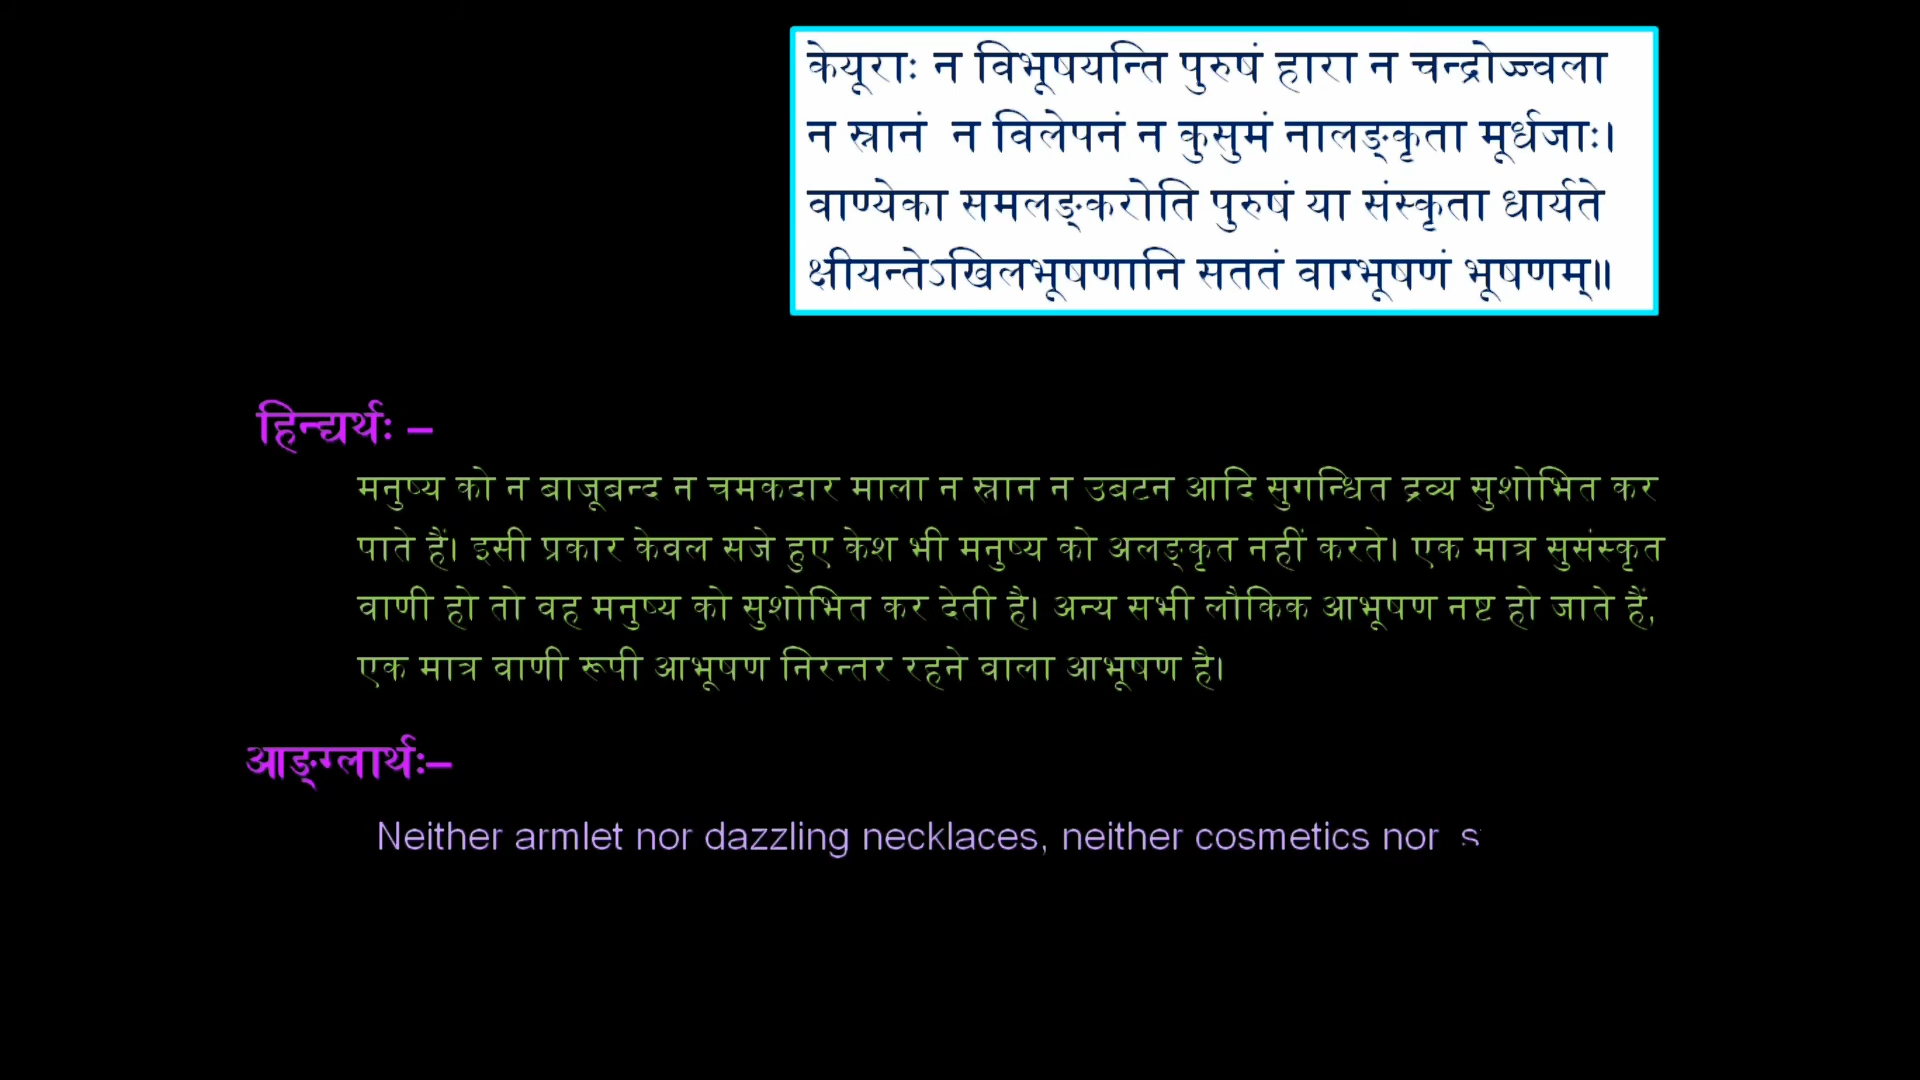 केयूराः न विभूषयन्ति पुरुषं हारा न चन्द्रोज्ज्वला
न स्नानं न विलेपनं न कुसुमं नालङ्कृता मूर्धजाः।
वाण्येका समलङ्करोति पुरुषं या संस्कृता धार्यते
क्षीयन्तेऽखिलभूषणानि सततं वाग्भूषणं भूषणम्॥
हिन्द्यर्थः –
मनुष्य को न बाजूबन्द न चमकदार माला न स्नान न उबटन आदि सुगन्धित द्रव्य सुशोभित कर
पाते हैं। इसी प्रकार केवल सजे हुए केश भी मनुष्य को अलङ्कृत नहीं करते। एक मात्र सुसंस्कृत
वाणी हो तो वह मनुष्य को सुशोभित कर देती है। अन्य सभी लौकिक आभूषण नष्ट हो जाते हैं,
एक मात्र वाणी रूपी आभूषण निरन्तर रहने वाला आभूषण है।
आङ्ग्लार्थः–
Neither armlet nor dazzling necklaces, neither cosmetics nor